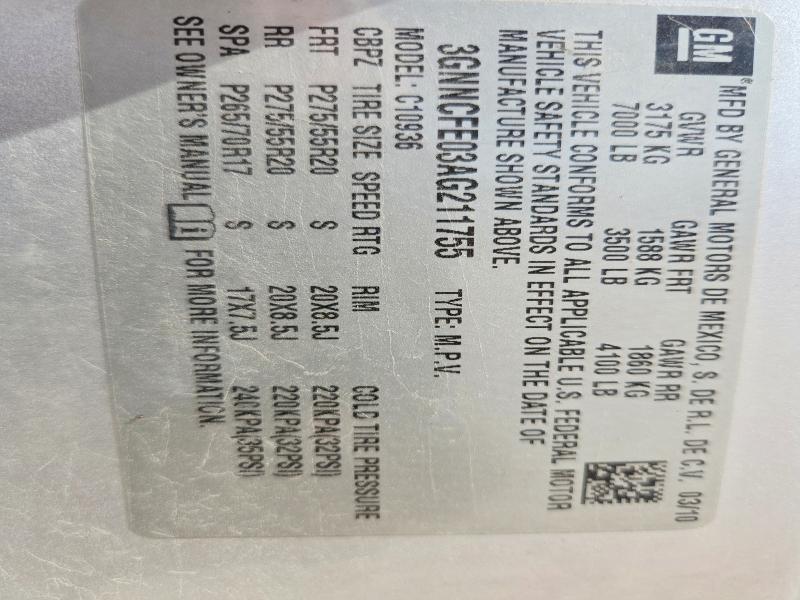 GM
®MFD BY GENERAL MOTORS DE MEXICO, S. DE R.L. DE C.V. 03/10
GVWR GAWR FRT GAWR RR
3175 KG 1588 KG 1860 KG
7000 LB 3500 LB 4100 LB
THIS VEHICLE CONFORMS TO ALL APPLICABLE U.S. FEDERAL MOTOR
VEHICLE SAFETY STANDARDS IN EFFECT ON THE DATE OF
MANUFACTURE SHOWN ABOVE.
3GNNCFE03AG211755 TYPE: M.P.V.
MODEL: C10936
CBPZ TIRE SIZE SPEED RTG RIM COLD TIRE PRESSURE
FRT P275/55R20 S 20X8.5J 220KPA(32PSI)
RR P275/55R20 S 20X8.5J 220KPA(32PSI)
SPA P26570R17 S 17X7.5J 240KPA(35PSI)
SEE OWNER'S MANUAL FOR MORE INFORMATION.